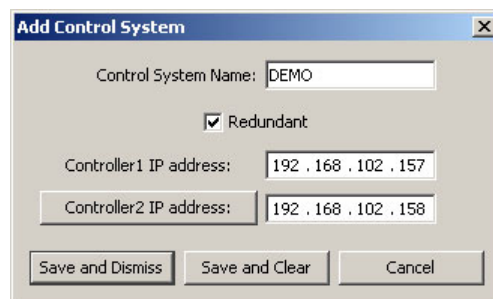 Add Control System
Control System Name: DEMO
Redundant
Controller1 IP address: 192 . 168 . 102 . 157
Controller2 IP address: 192 . 168 . 102 . 158
Save and Dismiss Save and Clear Cancel